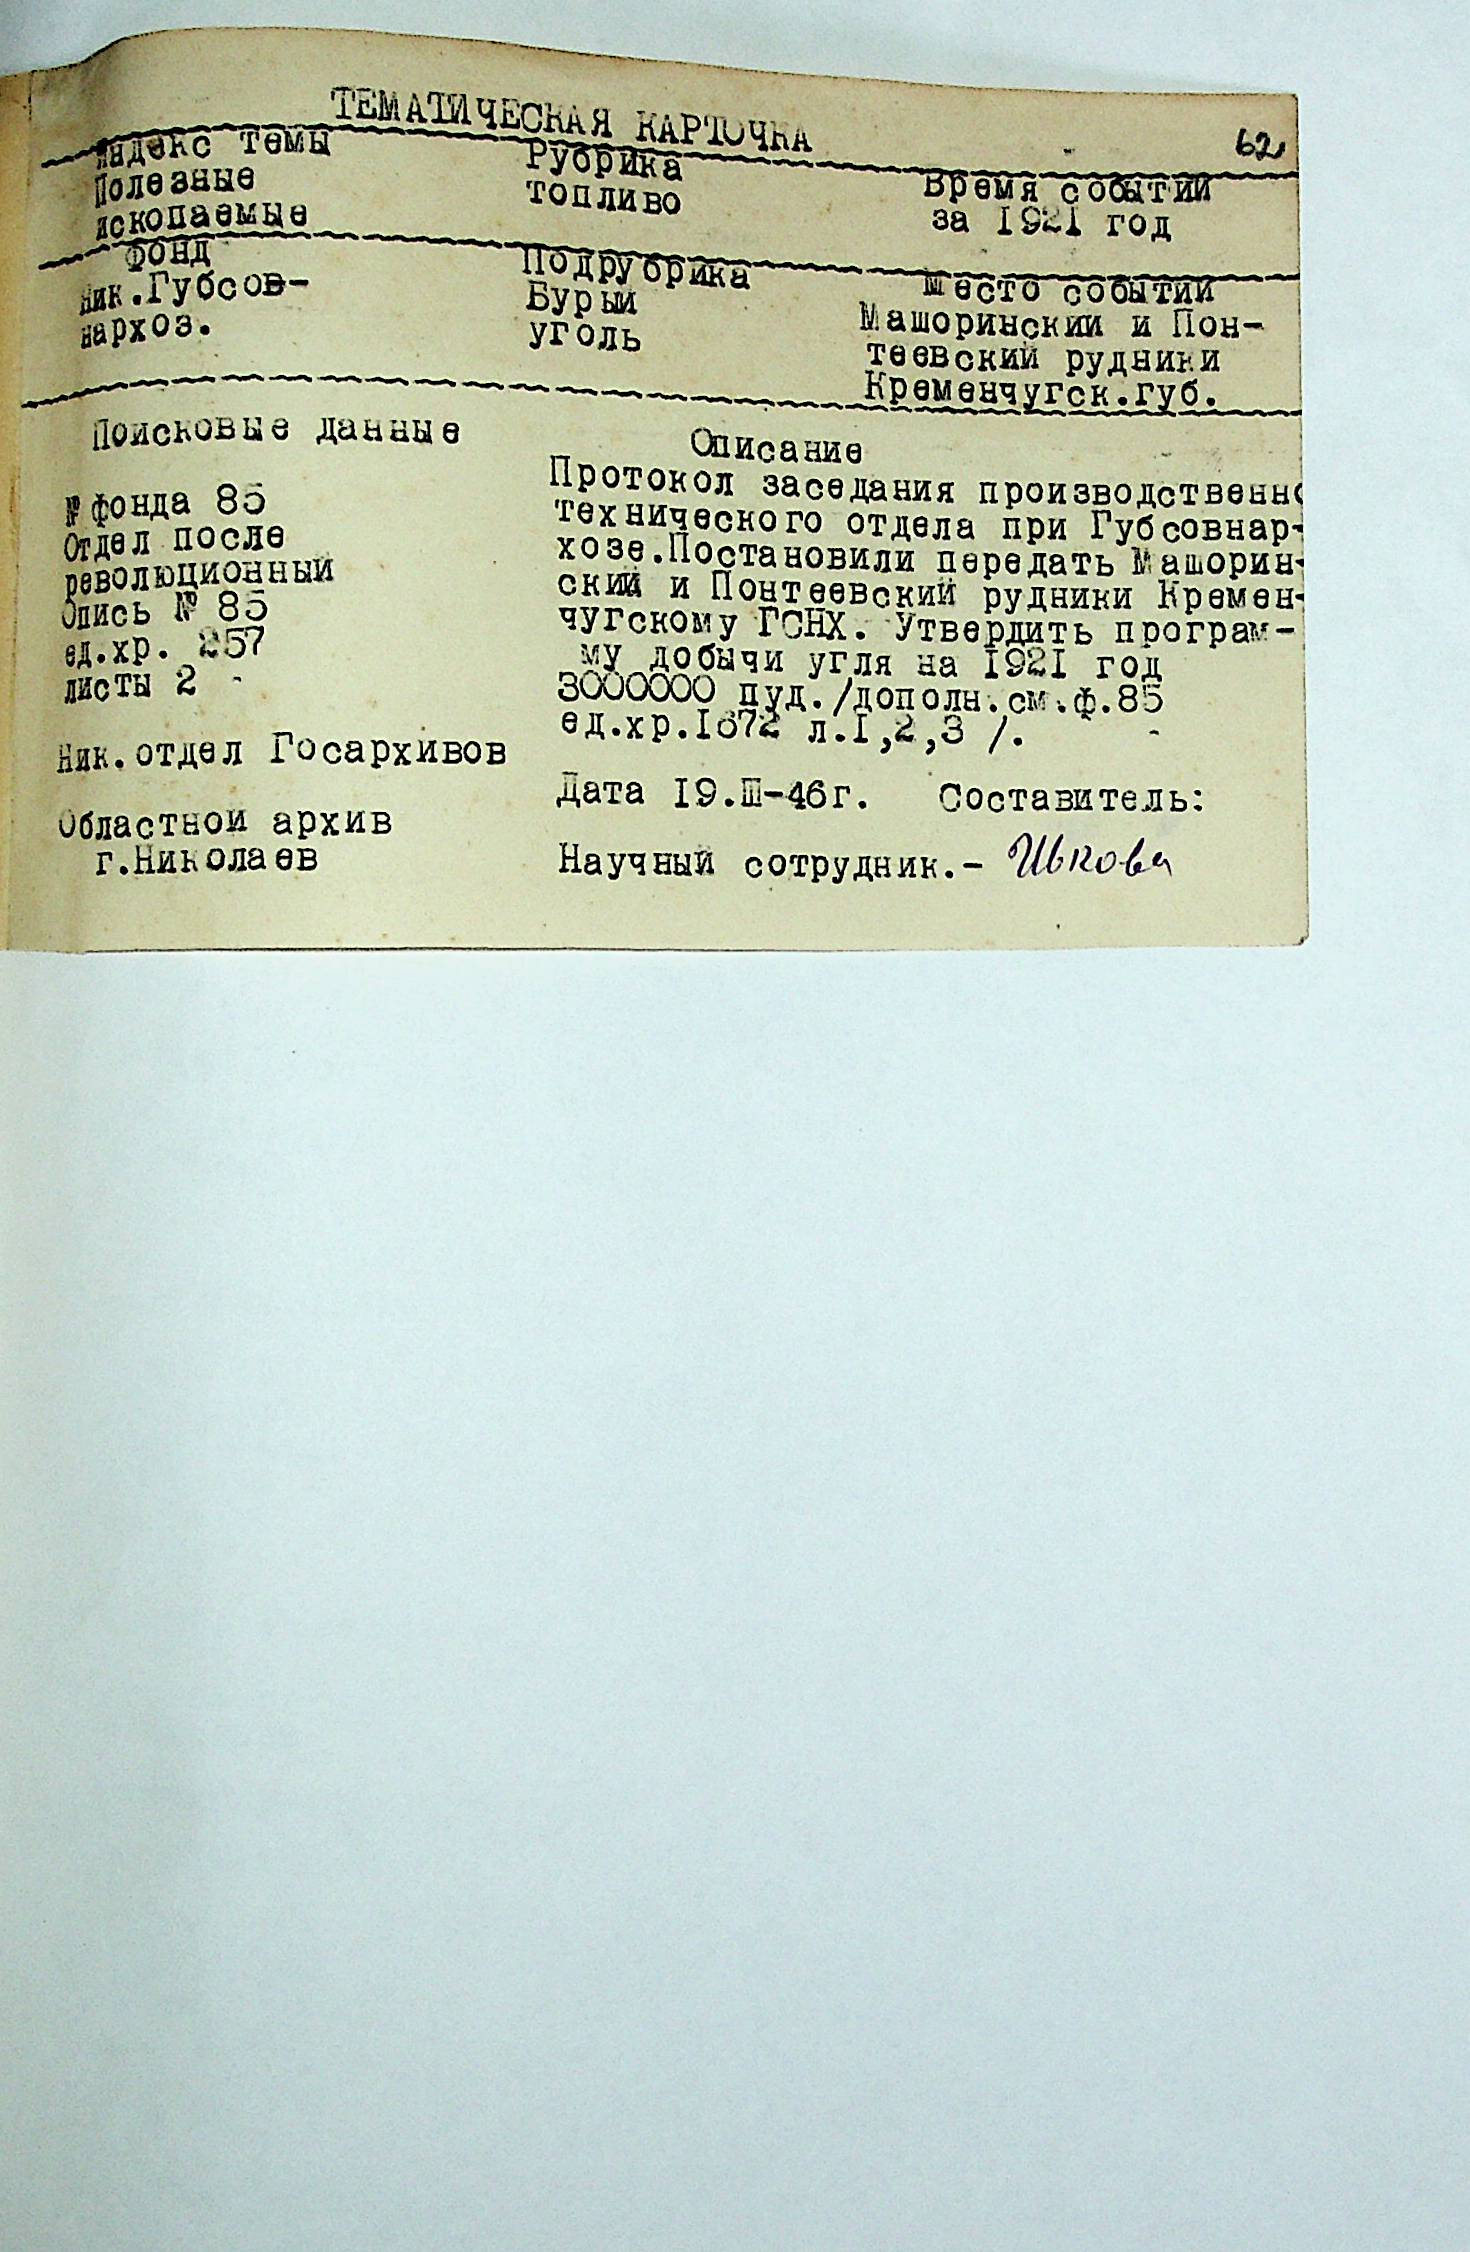 ТЕМАТИЧЕСКАЯ КАРТОЧКА
62
Индекс темы
Полезные
ископаемые
Рубрика
топливо
Время событий
за 1921 год
Фонд
Ник.Губсов-
нархоз.
Подрубрика
Бурый
уголь
Место событий
Машоринский и Пон-
теевский рудники
Кременчугск.губ.
Поисковые данные
№ фонда 85
Отдел после
революционный
Опись № 85
ед.хр. 257
листы 2
Ник.отдел Госархивов
Областной архив
г.Николаев
Описание
Протокол заседания производственно
технического отдела при Губсовнар-
хозе.Постановили передать Машорин-
ский и Понтеевский рудники Кремен-
чугскому ГСНХ. Утвердить програм-
му добычи угля на 1921 год
3000000 пуд./дополн.см.ф.85
ед.хр.1672 л.1,2,3 /.
Дата 19.Ш-46г. Составитель:
Научный сотрудник.-